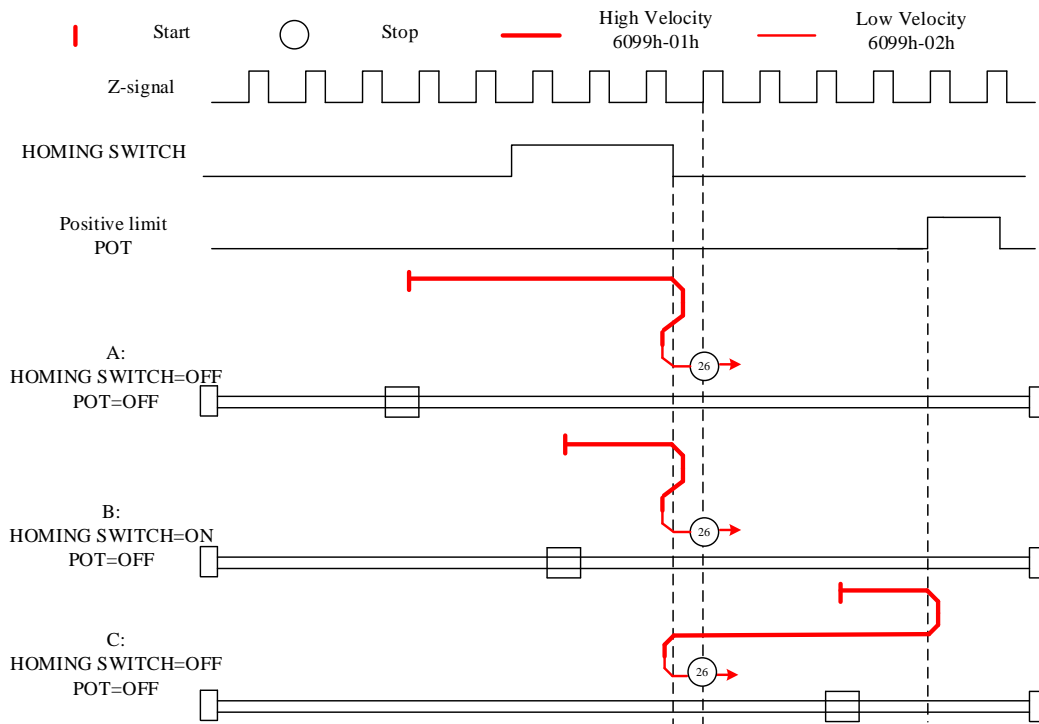 Start
Stop
High Velocity
6099h-01h
Low Velocity
6099h-02h
Z-signal
HOMING SWITCH
Positive limit
POT
A:
HOMING SWITCH=OFF
POT=OFF
26
B:
HOMING SWITCH=ON
POT=OFF
26
C:
HOMING SWITCH=OFF
POT=OFF
26